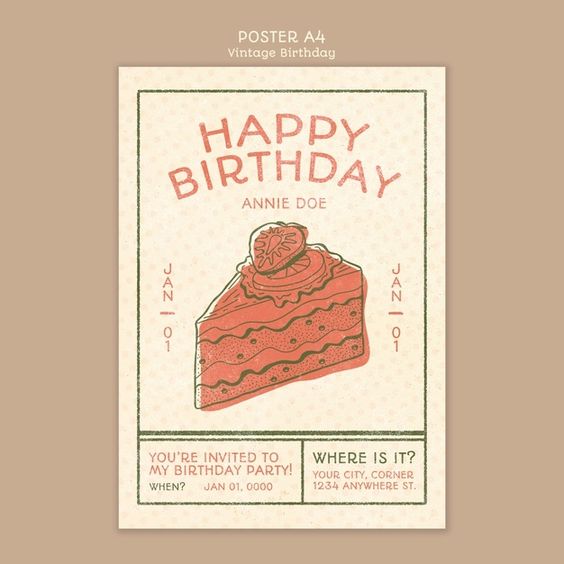 POSTER A4
Vintage Birthday
HAPPY
BIRTHDAY
ANNIE DOE
JAN
01
JAN
01
YOU'RE INVITED TO
MY BIRTHDAY PARTY!
WHEN? JAN 01, 0000
WHERE IS IT?
YOUR CITY, CORNER
1234 ANYWHERE ST.